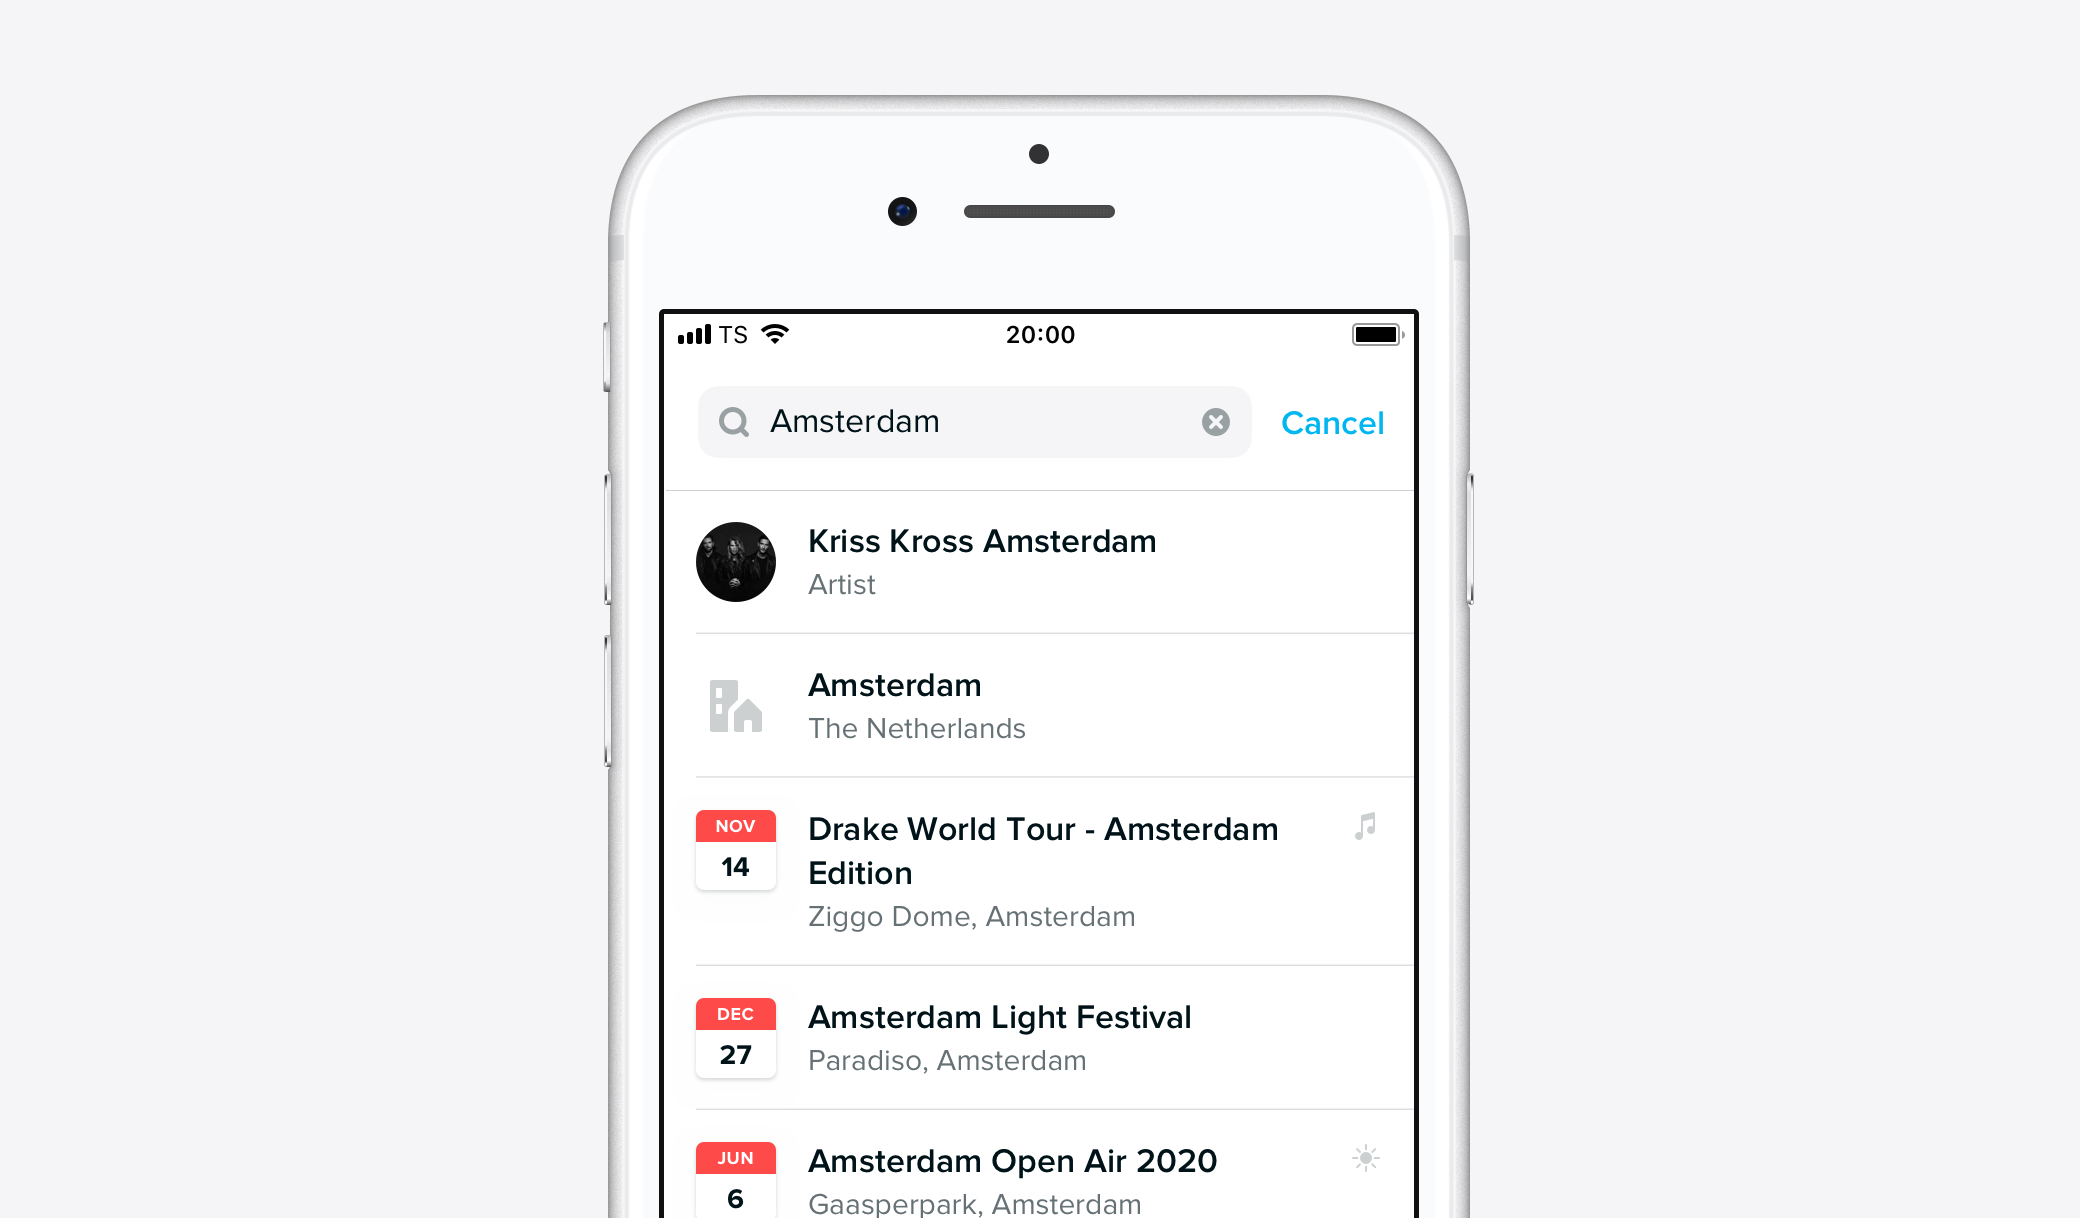 TS 20:00
Amsterdam Cancel
Kriss Kross Amsterdam
Artist
Amsterdam
The Netherlands
NOV
14
Drake World Tour - Amsterdam
Edition
Ziggo Dome, Amsterdam
DEC
27
Amsterdam Light Festival
Paradiso, Amsterdam
JUN
6
Amsterdam Open Air 2020
Gaasperpark, Amsterdam